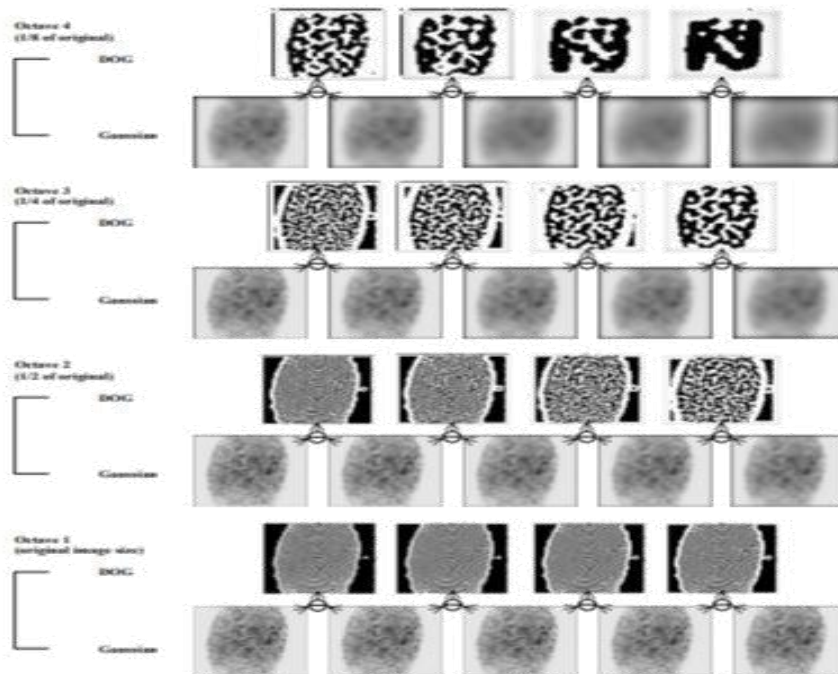 Octave 4
(1/8 of original)
DOG
Gaussian
Octave 3
(1/4 of original)
DOG
Gaussian
Octave 2
(1/2 of original)
DOG
Gaussian
Octave 1
(original image size)
DOG
Gaussian